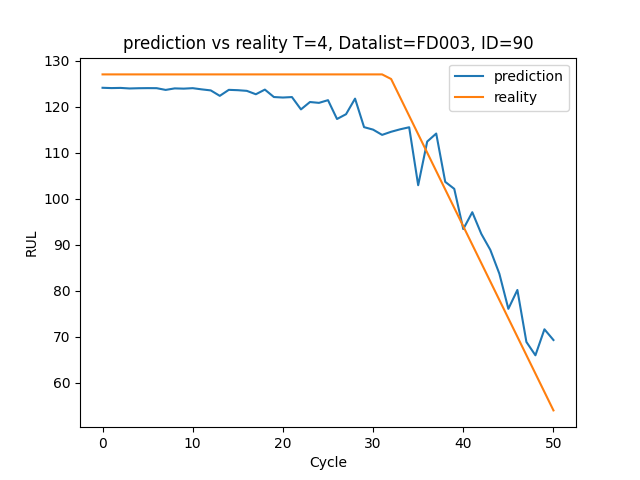 prediction vs reality T=4, Datalist=FD003, ID=90
prediction
reality
130
120
110
100
90
80
70
60
RUL
0 10 20 30 40 50
Cycle